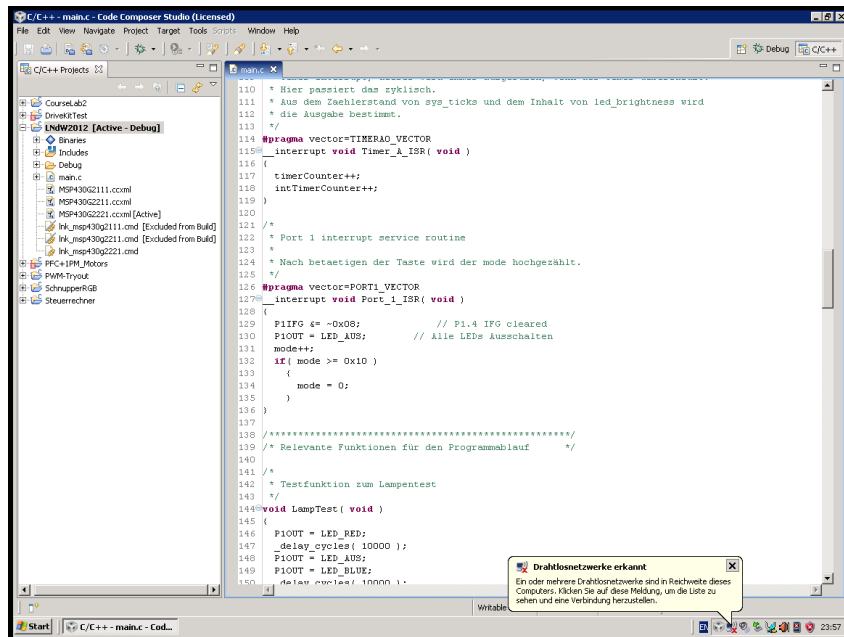 C/C++ - main.c - Code Composer Studio (Licensed)
File Edit View Navigate Project Target Tools Scripts Window Help
Debug C/C++
C/C++ Projects
main.c
CourseLab2
DriveKitTest
LNdW2012 [Active - Debug]
Binaries
Includes
Debug
main.c
MSP430G2111.ccxml
MSP430G2211.ccxml
MSP430G2221.ccxml [Active]
lnk_msp430g2111.cmd [Excluded from Build]
lnk_msp430g2211.cmd [Excluded from Build]
lnk_msp430g2221.cmd
PFC+1PM_Motors
PWM-Tryout
SchnupperRGB
Steuerrechner
110 * Hier passiert das zyklisch.
111 * Aus dem Zaehlerstand von sys_ticks und dem Inhalt von led_brightness wird
112 * die Ausgabe bestimmt.
113 */
114 #pragma vector=TIMERA0_VECTOR
115 __interrupt void Timer_A_ISR( void )
116 {
117 timerCounter++;
118 intTimerCounter++;
119 }
120
121 /*
122 * Port 1 interrupt service routine
123 *
124 * Nach betaetigen der Taste wird der mode hochgezählt.
125 */
126 #pragma vector=PORT1_VECTOR
127 __interrupt void Port_1_ISR( void )
128 {
129 P1IFG &= ~0x08; // P1.4 IFG cleared
130 P1OUT = LED_AUS; // Alle LEDs Ausschalten
131 mode++;
132 if( mode >= 0x10 )
133 {
134 mode = 0;
135 }
136 }
137
138 /****************************************************/
139 /* Relevante Funktionen für den Programmablauf */
140
141 /*
142 * Testfunktion zum Lampentest
143 */
144 void LampTest( void )
145 {
146 P1OUT = LED_RED;
147 _delay_cycles( 10000 );
148 P1OUT = LED_AUS;
149 P1OUT = LED_BLUE;
150 _delay_cycles( 10000 );
Drahtlosnetzwerke erkannt
Ein oder mehrere Drahtlosnetzwerke sind in Reichweite dieses
Computers. Klicken Sie auf diese Meldung, um die Liste zu
sehen und eine Verbindung herzustellen.
Writable
Start C/C++ - main.c - Cod... EN 23:57